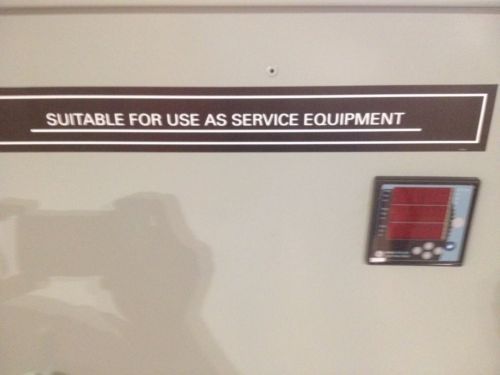 SUITABLE FOR USE AS SERVICE EQUIPMENT